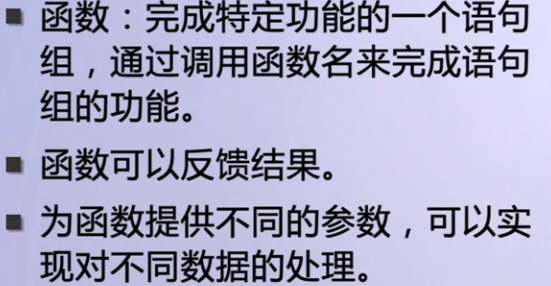 函数：完成特定功能的一个语句
组，通过调用函数名来完成语句
组的功能。
函数可以反馈结果。
为函数提供不同的参数，可以实
现对不同数据的处理。